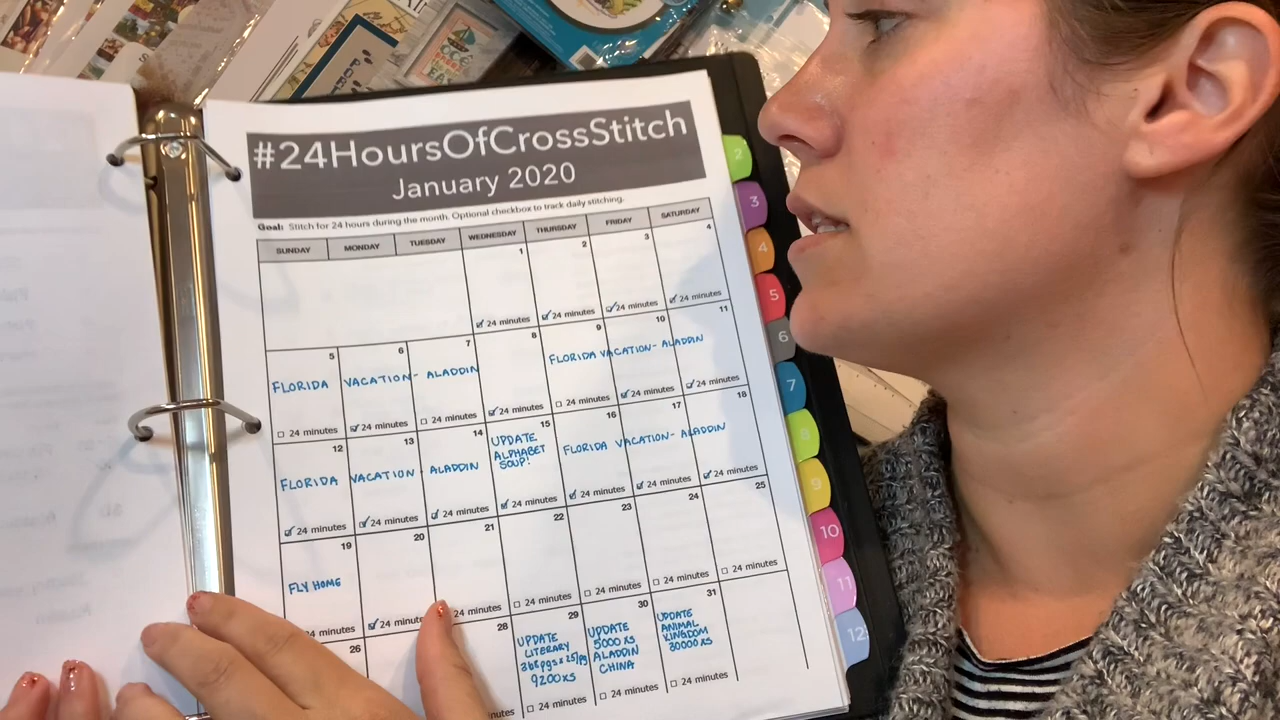 #24HoursOfCrossStitch
January 2020
Goal: Stitch for 24 hours during the month. Optional checkbox to track daily stitching.
SUNDAY MONDAY TUESDAY WEDNESDAY THURSDAY FRIDAY SATURDAY
1 2 3 4
24 minutes 24 minutes 24 minutes 24 minutes
5 6 7 8 9 10 11
FLORIDA VACATION - ALADDIN FLORIDA VACATION - ALADDIN
24 minutes 24 minutes 24 minutes 24 minutes 24 minutes 24 minutes 24 minutes
12 13 14 15 16 17 18
FLORIDA VACATION ALADDIN FLORIDA VACATION - ALADDIN
UPDATE
ALPHABET
SOUP!
24 minutes 24 minutes 24 minutes 24 minutes 24 minutes 24 minutes 24 minutes
19 20 21 22 23 24 25
FLY HOME
minutes 24 minutes 24 minutes 24 minutes 24 minutes 24 minutes 24 minutes
26 28 29 30 31
UPDATE
LITERARY
9200 XS
UPDATE
5000 XS
ALADDIN
CHINA
UPDATE
ANIMAL
KINGDOM
30000 XS
24 minutes 24 minutes 24 minutes
2
3
4
5
6
7
8
9
10
11
12